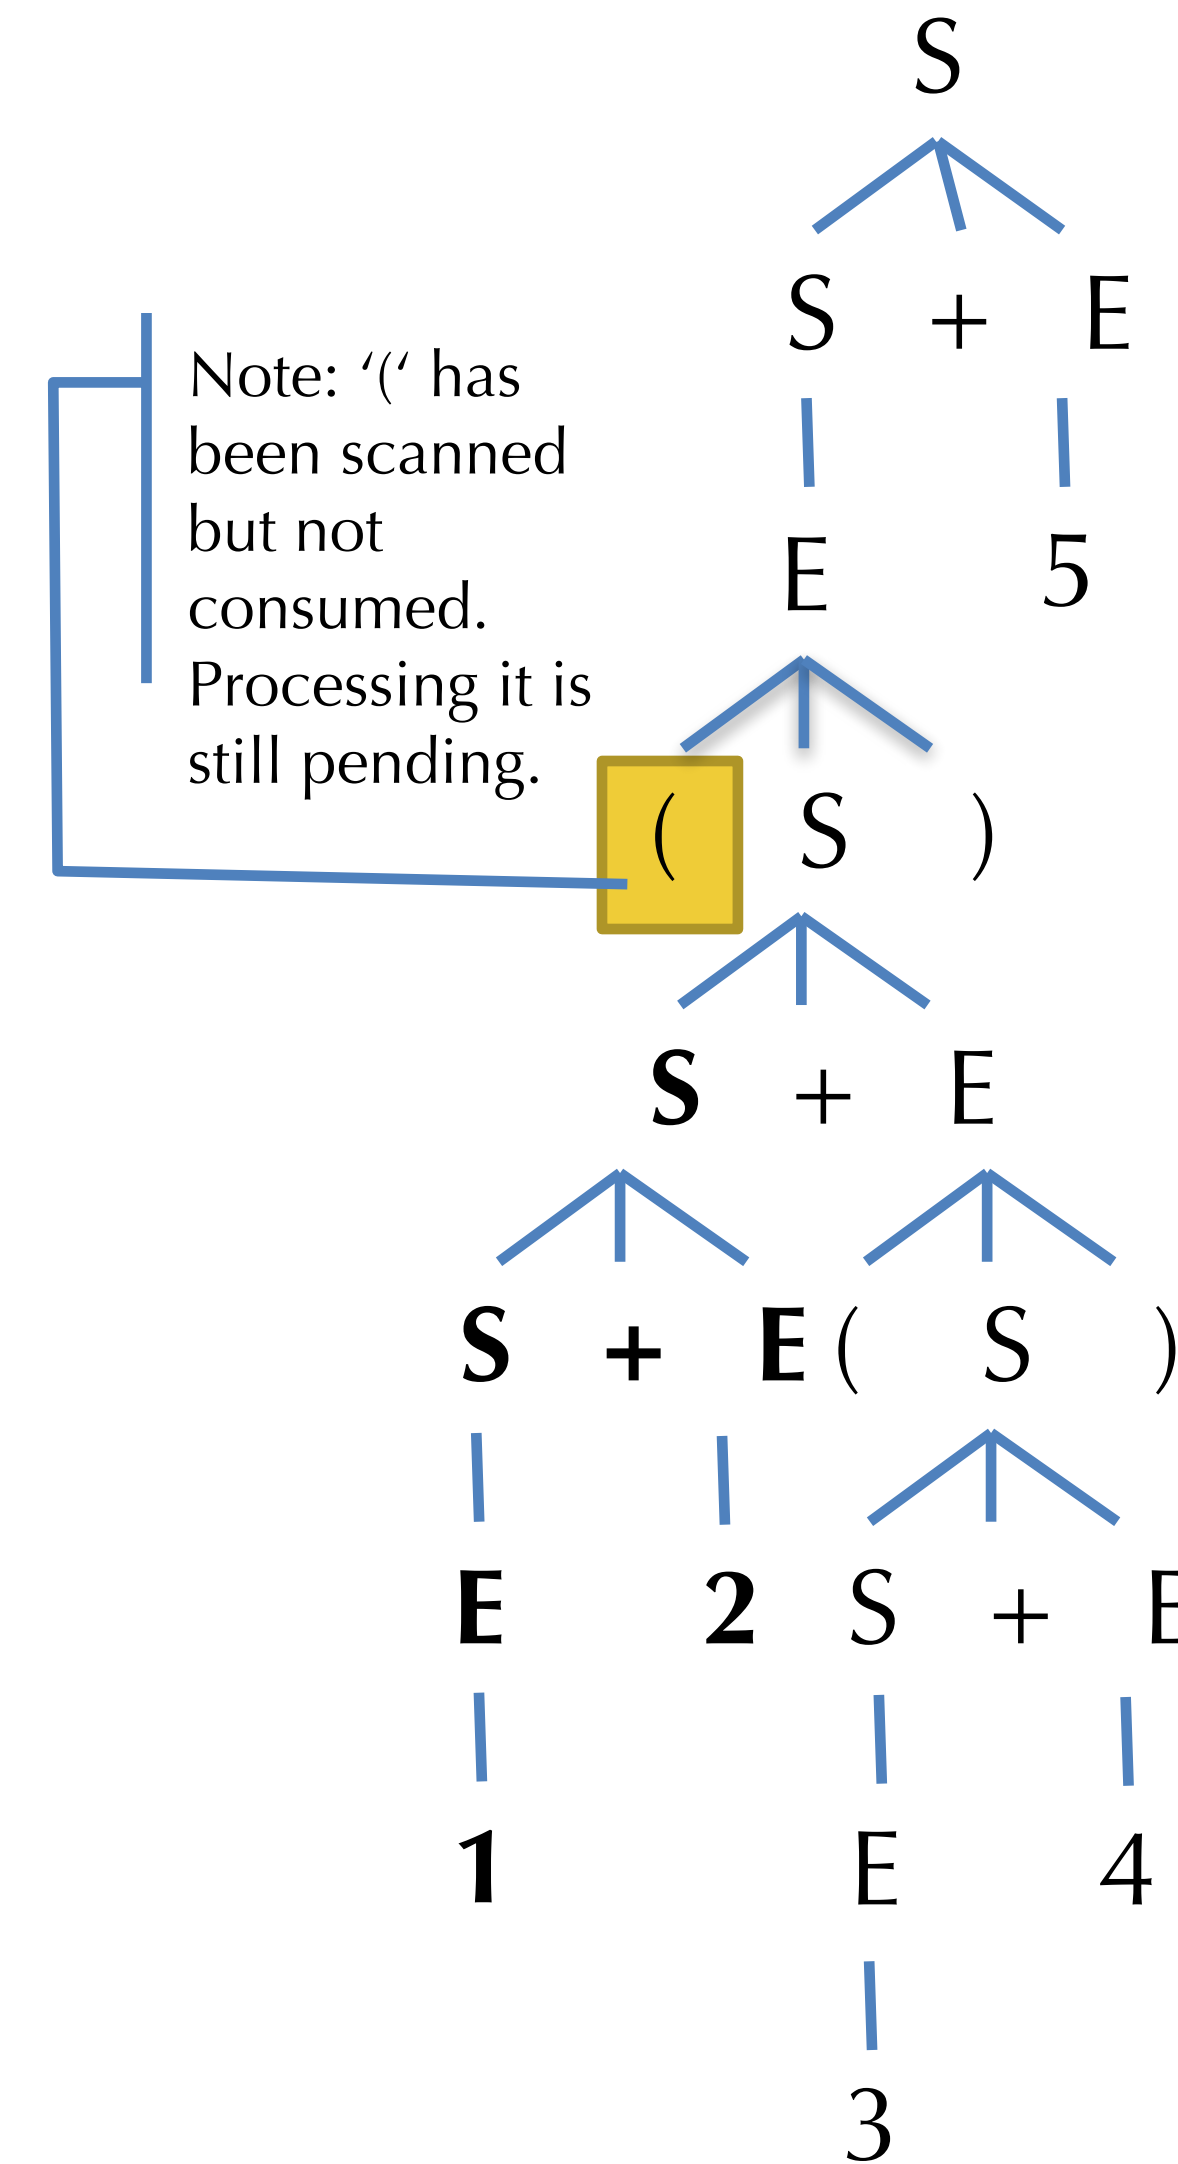 S
S + E
Note: ‘(‘ has
been scanned
but not
consumed.
Processing it is
still pending.
E 5
( S )
S + E
S + E ( S )
E 2 S + E
1 E 4
3